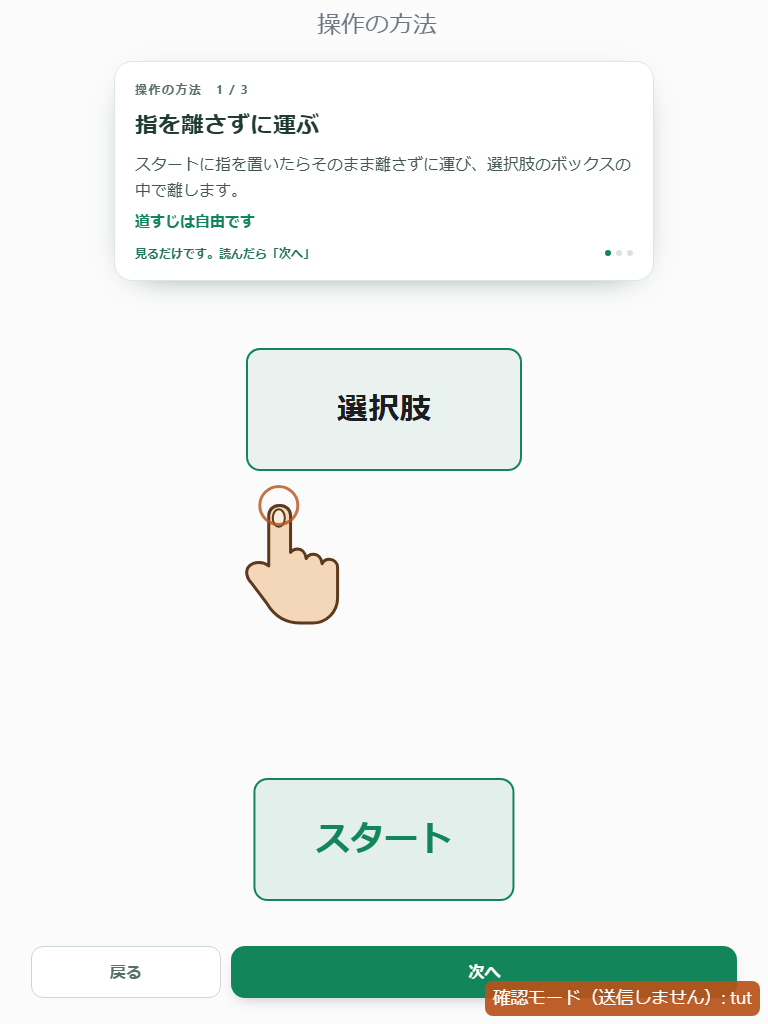 操作の方法
操作の方法 1 / 3
指を離さずに運ぶ
スタートに指を置いたらそのまま離さずに運び、選択肢のボックスの
中で離します。
道すじは自由です
見るだけです。読んだら「次へ」
選択肢
スタート
戻る
次へ
確認モード（送信しません）: tut